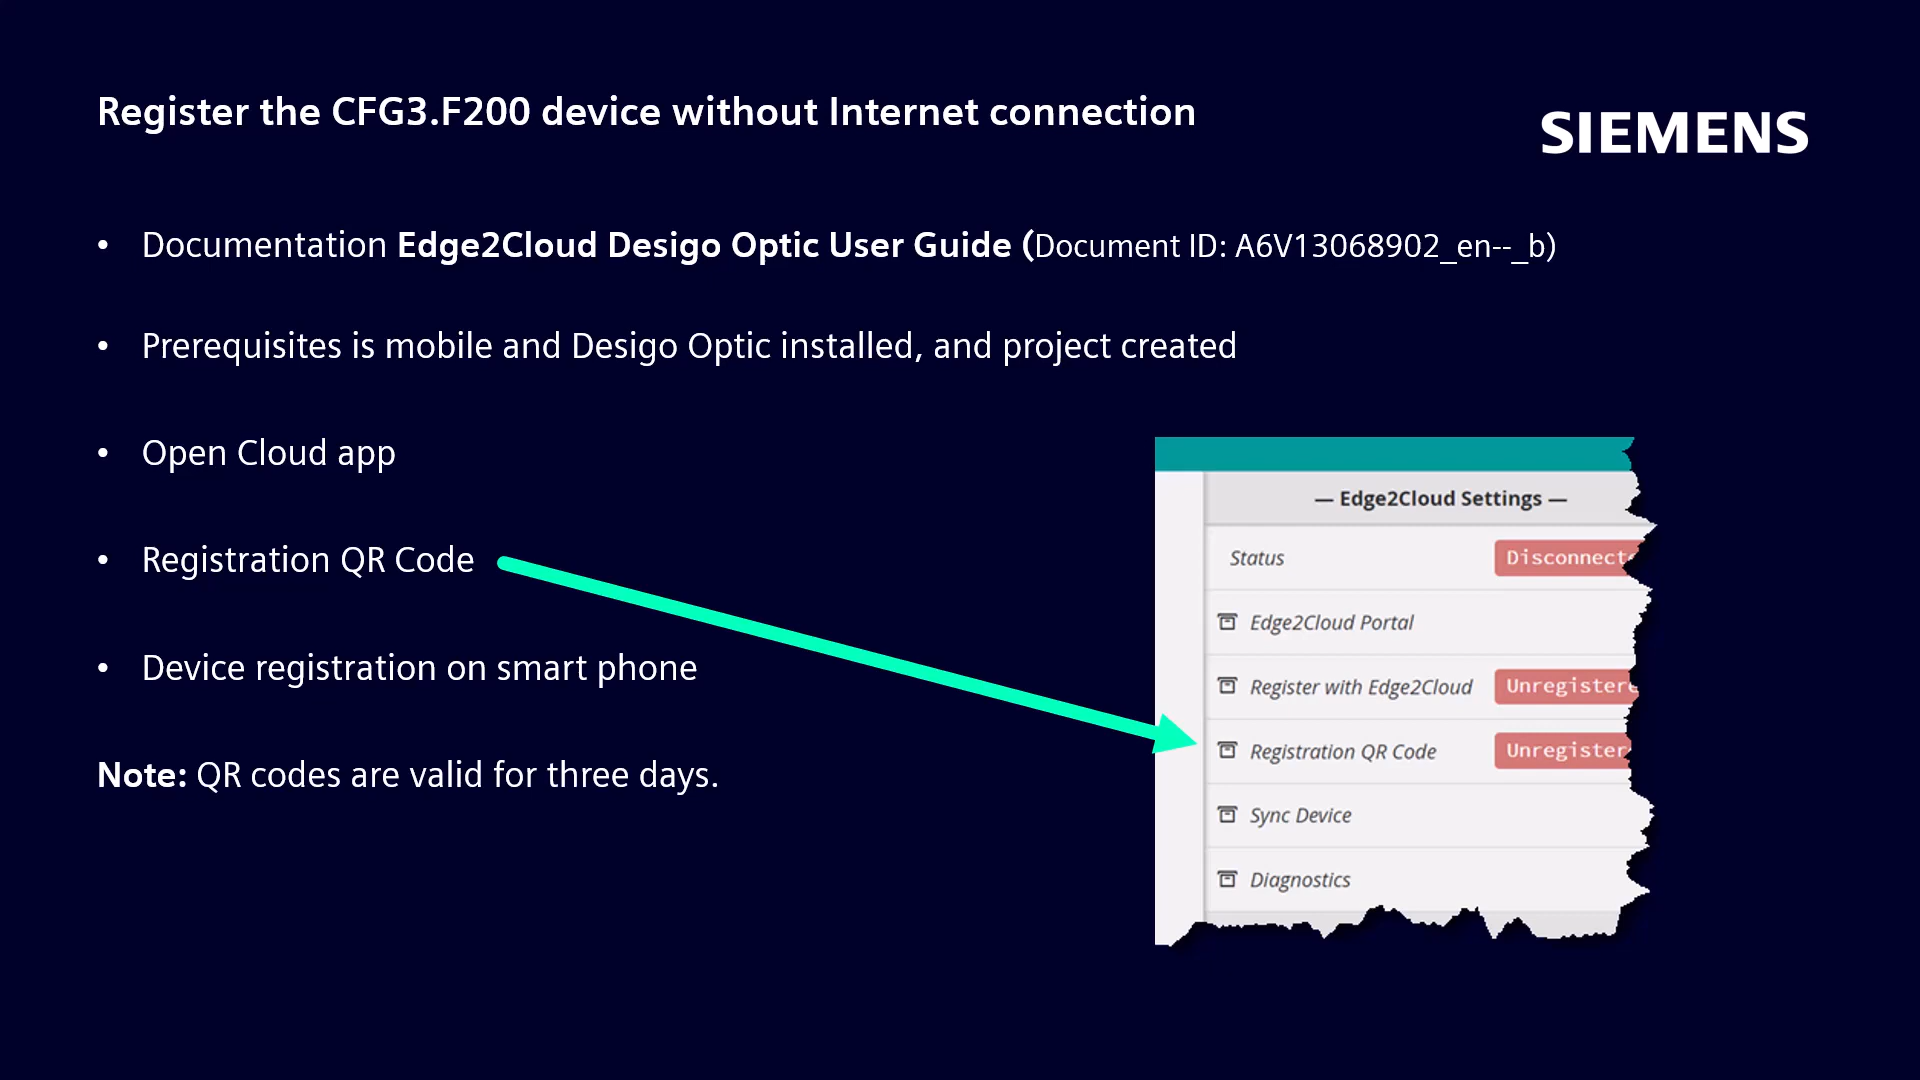 Register the CFG3.F200 device without Internet connection
SIEMENS
• Documentation Edge2Cloud Desigo Optic User Guide (Document ID: A6V13068902_en--_b)
• Prerequisites is mobile and Desigo Optic installed, and project created
• Open Cloud app
• Registration QR Code
• Device registration on smart phone
Note: QR codes are valid for three days.
— Edge2Cloud Settings —
Status Disconnect
Edge2Cloud Portal
Register with Edge2Cloud Unregister
Registration QR Code Unregister
Sync Device
Diagnostics